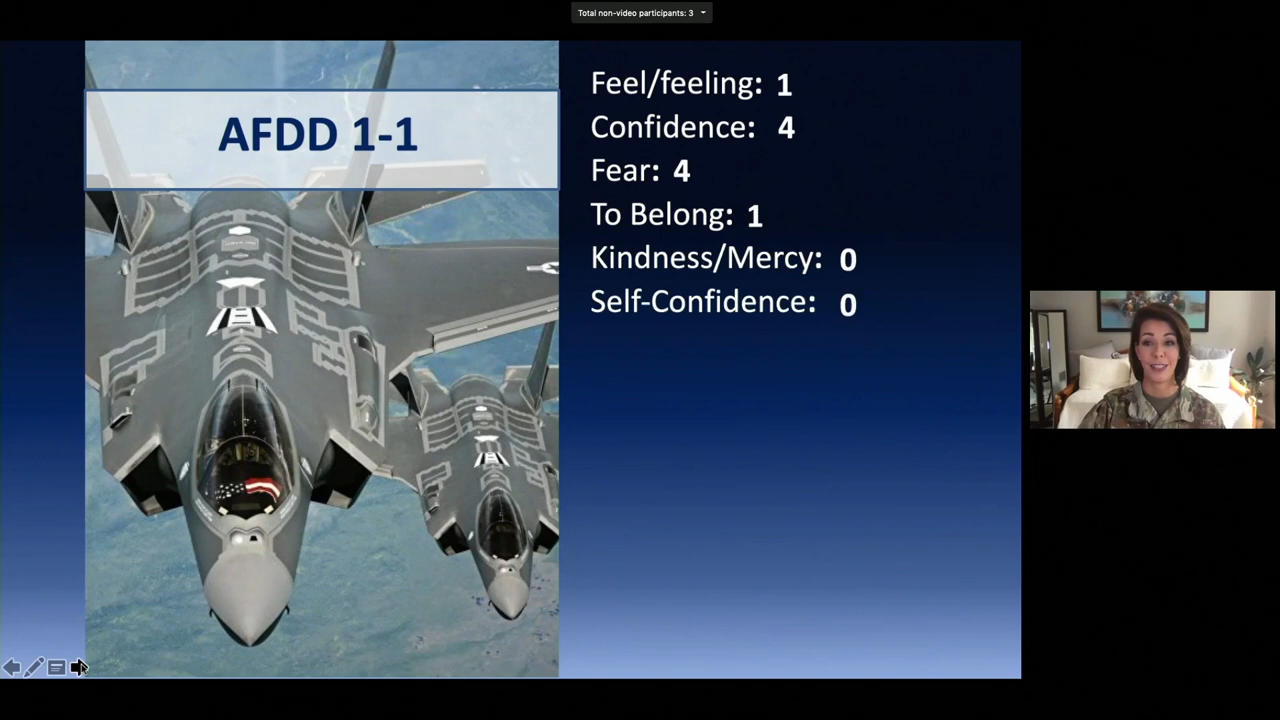 Total non-video participants: 3
AFDD 1-1
Feel/feeling: 1
Confidence: 4
Fear: 4
To Belong: 1
Kindness/Mercy: 0
Self-Confidence: 0